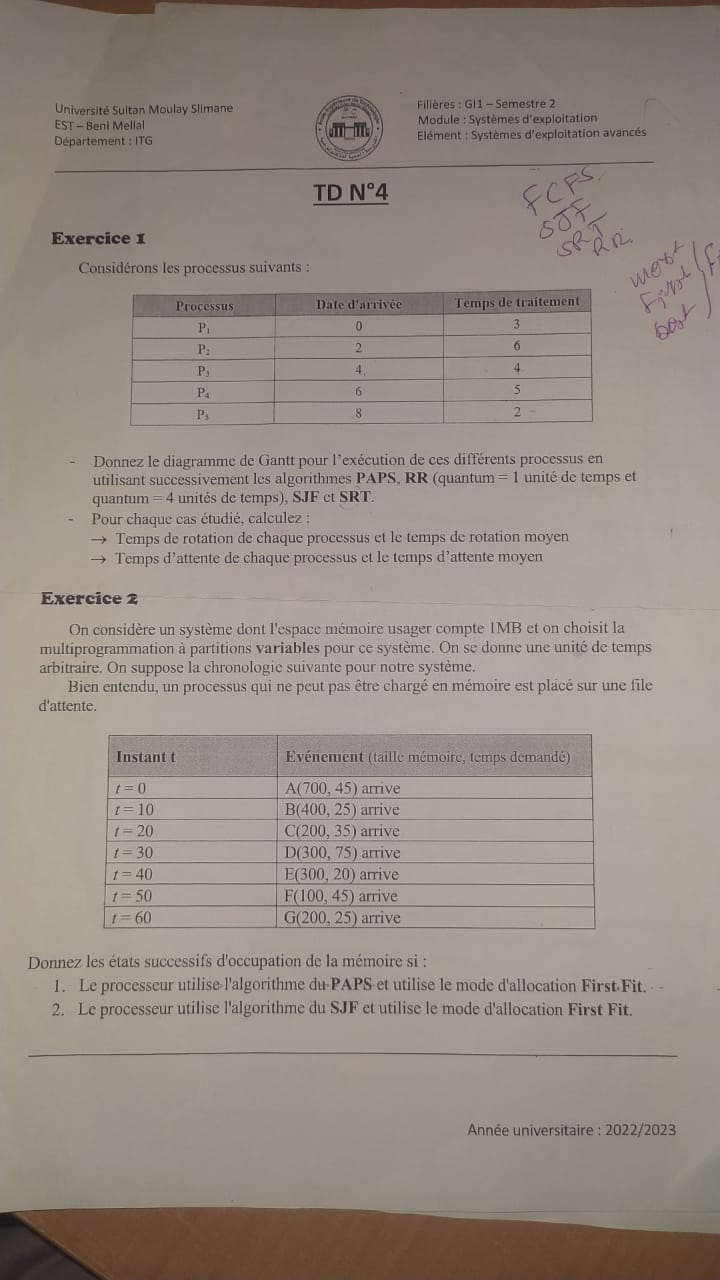 Université Sultan Moulay Slimane
EST – Beni Mellal
Département : ITG
Filières : GI1 – Semestre 2
Module : Systèmes d'exploitation
Elément : Systèmes d'exploitation avancés
TD N°4
FCFS
SJF
SRT
RR
Exercice 1
Considérons les processus suivants :
Processus Date d'arrivée Temps de traitement
P1 0 3
P2 2 6
P3 4 4
P4 6 5
P5 8 2
- Donnez le diagramme de Gantt pour l'exécution de ces différents processus en
utilisant successivement les algorithmes PAPS, RR (quantum = 1 unité de temps et
quantum = 4 unités de temps), SJF et SRT.
- Pour chaque cas étudié, calculez :
→ Temps de rotation de chaque processus et le temps de rotation moyen
→ Temps d'attente de chaque processus et le temps d'attente moyen
Exercice 2
On considère un système dont l'espace mémoire usager compte 1MB et on choisit la
multiprogrammation à partitions variables pour ce système. On se donne une unité de temps
arbitraire. On suppose la chronologie suivante pour notre système.
Bien entendu, un processus qui ne peut pas être chargé en mémoire est placé sur une file
d'attente.
Instant t Evénement (taille mémoire, temps demandé)
t = 0 A(700, 45) arrive
t = 10 B(400, 25) arrive
t = 20 C(200, 35) arrive
t = 30 D(300, 75) arrive
t = 40 E(300, 20) arrive
t = 50 F(100, 45) arrive
t = 60 G(200, 25) arrive
Donnez les états successifs d'occupation de la mémoire si :
1. Le processeur utilise l'algorithme du PAPS et utilise le mode d'allocation First Fit.
2. Le processeur utilise l'algorithme du SJF et utilise le mode d'allocation First Fit.
Année universitaire : 2022/2023